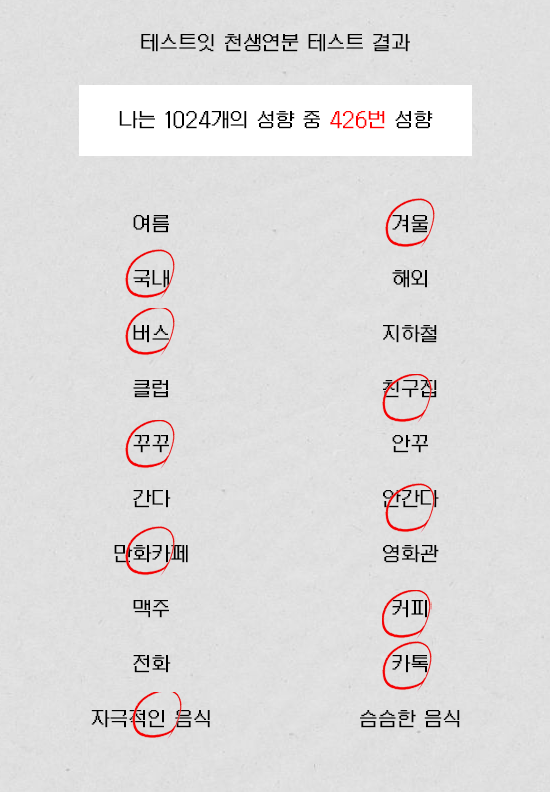 테스트잇 천생연분 테스트 결과
나는 1024개의 성향 중 426번 성향
여름 겨울
국내 해외
버스 지하철
클럽 친구집
꾸꾸 안꾸
간다 안간다
만화카페 영화관
맥주 커피
전화 카톡
자극적인 음식 슴슴한 음식